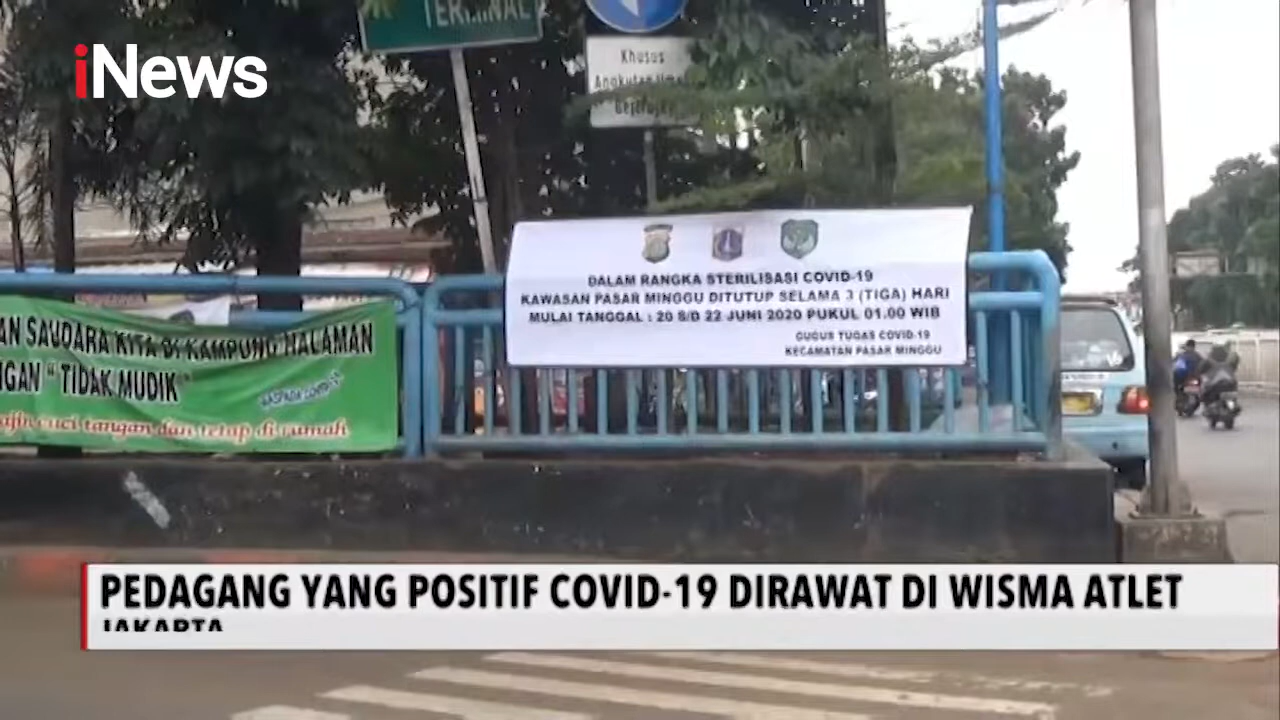 iNews
TERMINAL
Khusus
Angkutan Umum
DALAM RANGKA STERILISASI COVID-19
KAWASAN PASAR MINGGU DITUTUP SELAMA 3 (TIGA) HARI
MULAI TANGGAL : 20 S/D 22 JUNI 2020 PUKUL 01.00 WIB
GUGUS TUGAS COVID-19
KECAMATAN PASAR MINGGU
AN SAUDARA KITA DI KAMPUNG HALAMAN
NGAN "TIDAK MUDIK"
ajin cuci tangan dan tetap di rumah
PEDAGANG YANG POSITIF COVID-19 DIRAWAT DI WISMA ATLET
JAKARTA